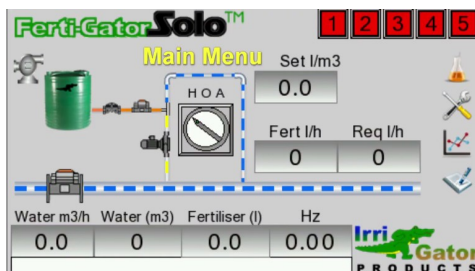 Ferti-Gator Solo™
1 2 3 4 5
Main Menu
Set l/m3
0.0
H O A
Fert l/h Req l/h
0 0
Water m3/h Water (m3) Fertiliser (l) Hz
0.0 0 0.0 0.00
Irri
Gator
PRODUCTS